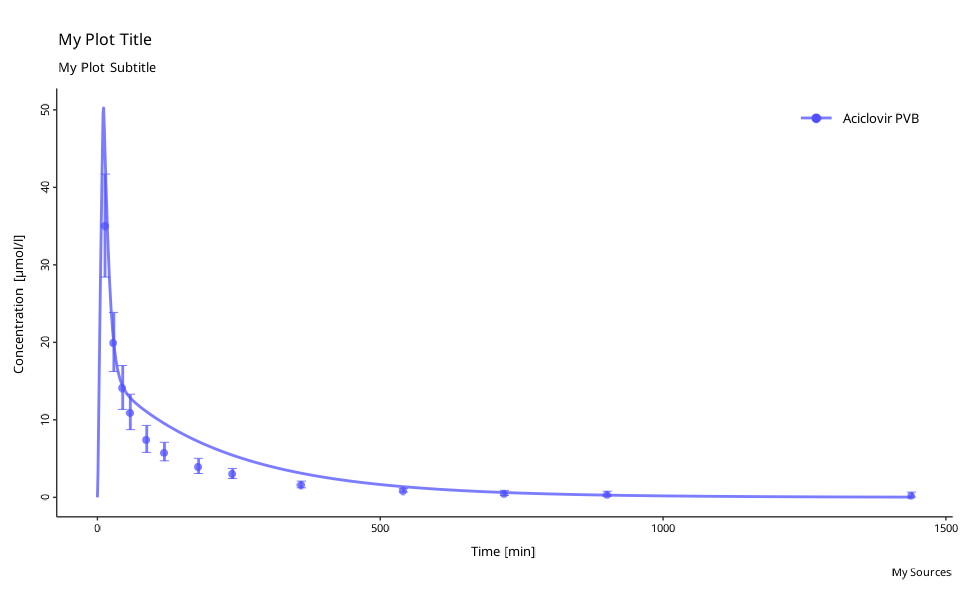 My Plot Title
My Plot Subtitle
Aciclovir PVB
Concentration [µmol/l]
50
40
30
20
10
0
0
500
1000
1500
Time [min]
My Sources